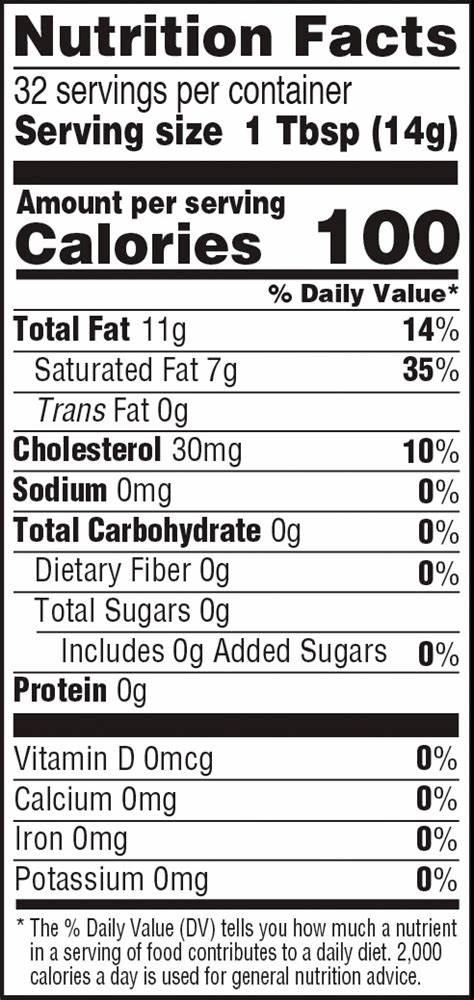 Nutrition Facts
32 servings per container
Serving size 1 Tbsp (14g)
Amount per serving
Calories 100
% Daily Value*
Total Fat 11g 14%
Saturated Fat 7g 35%
Trans Fat 0g
Cholesterol 30mg 10%
Sodium 0mg 0%
Total Carbohydrate 0g 0%
Dietary Fiber 0g 0%
Total Sugars 0g
Includes 0g Added Sugars 0%
Protein 0g
Vitamin D 0mcg 0%
Calcium 0mg 0%
Iron 0mg 0%
Potassium 0mg 0%
* The % Daily Value (DV) tells you how much a nutrient
in a serving of food contributes to a daily diet. 2,000
calories a day is used for general nutrition advice.